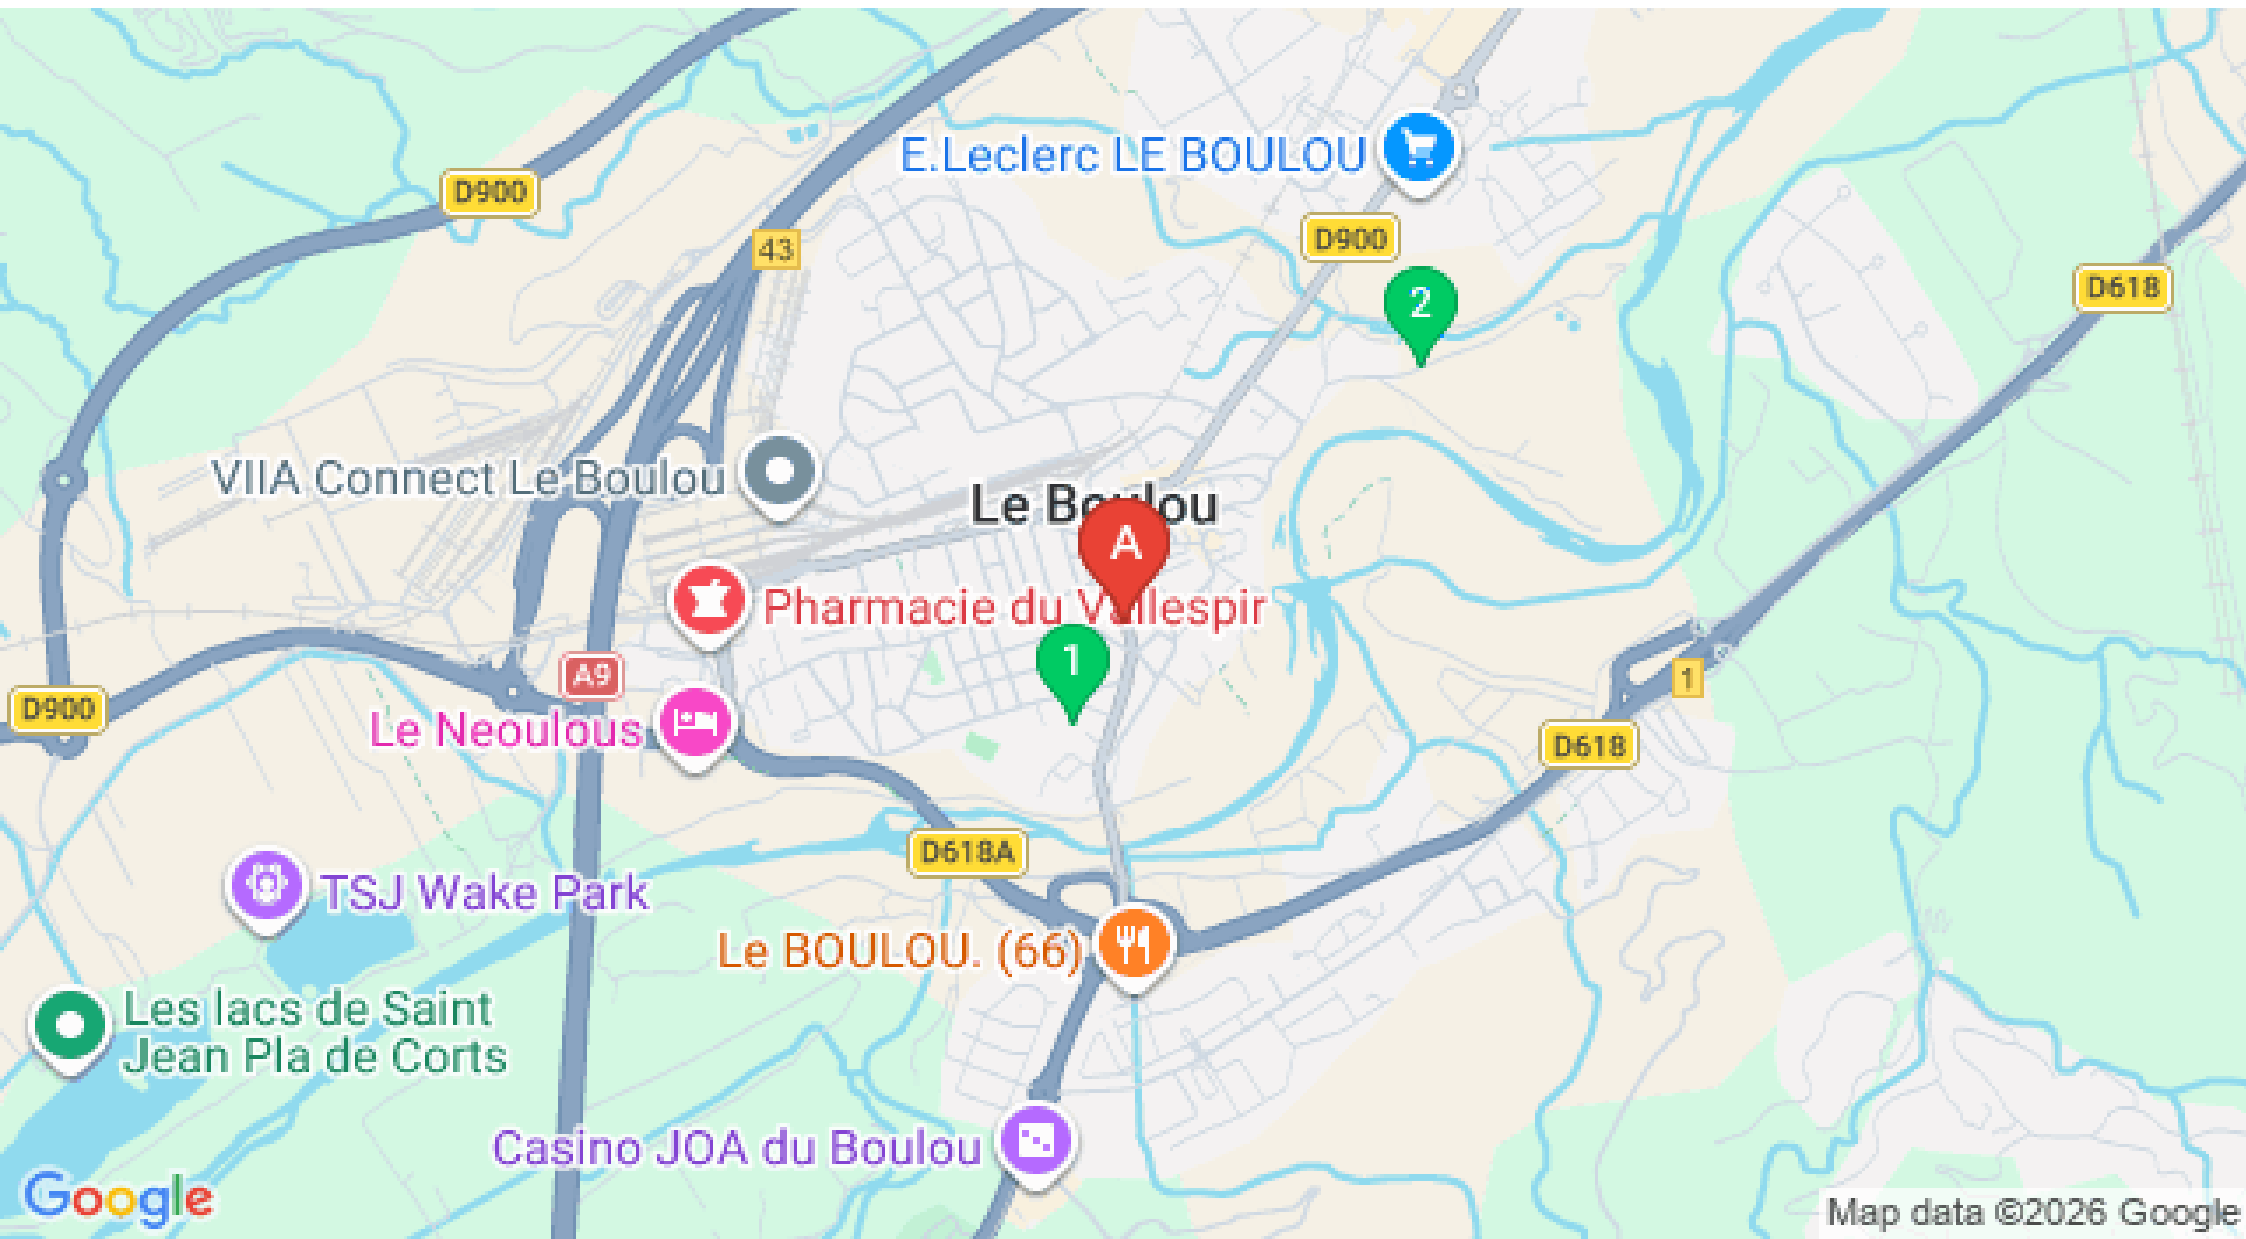 E.Leclerc LE BOULOU
D900
D900
43
D618
2
VIIA Connect Le Boulou
Le Boulou
A
Pharmacie du Vallespir
1
A9
1
D900
Le Neoulous
D618
D618A
TSJ Wake Park
Le BOULOU. (66)
Les lacs de Saint
Jean Pla de Corts
Casino JOA du Boulou
Google
Map data ©2026 Google